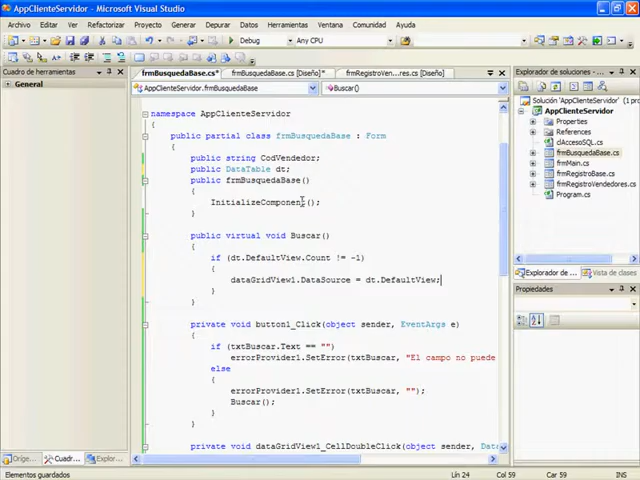 AppClienteServidor - Microsoft Visual Studio
Archivo Editar Ver Refactorizar Proyecto Generar Depurar Datos Herramientas Ventana Comunidad Ayuda
Debug Any CPU
Cuadro de herramientas
General
frmBusquedaBase.cs* frmBusquedaBase.cs [Diseño]* frmRegistroVen...res.cs [Diseño]
AppClienteServidor.frmBusquedaBase Buscar()
namespace AppClienteServidor
{
public partial class frmBusquedaBase : Form
{
public string CodVendedor;
public DataTable dt;
public frmBusquedaBase()
{
InitializeComponent();
}
public virtual void Buscar()
{
if (dt.DefaultView.Count != -1)
{
dataGridView1.DataSource = dt.DefaultView;
}
}
private void button1_Click(object sender, EventArgs e)
{
if (txtBuscar.Text == "")
errorProvider1.SetError(txtBuscar, "El campo no puede
else
{
errorProvider1.SetError(txtBuscar, "");
Buscar();
}
}
private void dataGridView1_CellDoubleClick(object sender, Data
Explorador de soluciones - ...
Solución 'AppClienteServidor'
AppClienteServidor
Properties
References
clAccesoSQL.cs
frmBusquedaBase.cs
frmMain.cs
frmRegistroBase.cs
frmRegistroVendedores.cs
Program.cs
Explorador de ... Vista de clases
Propiedades
Oríge... Cuadr... Explor...
Elementos guardados Lín 24 Col 59 Car 59